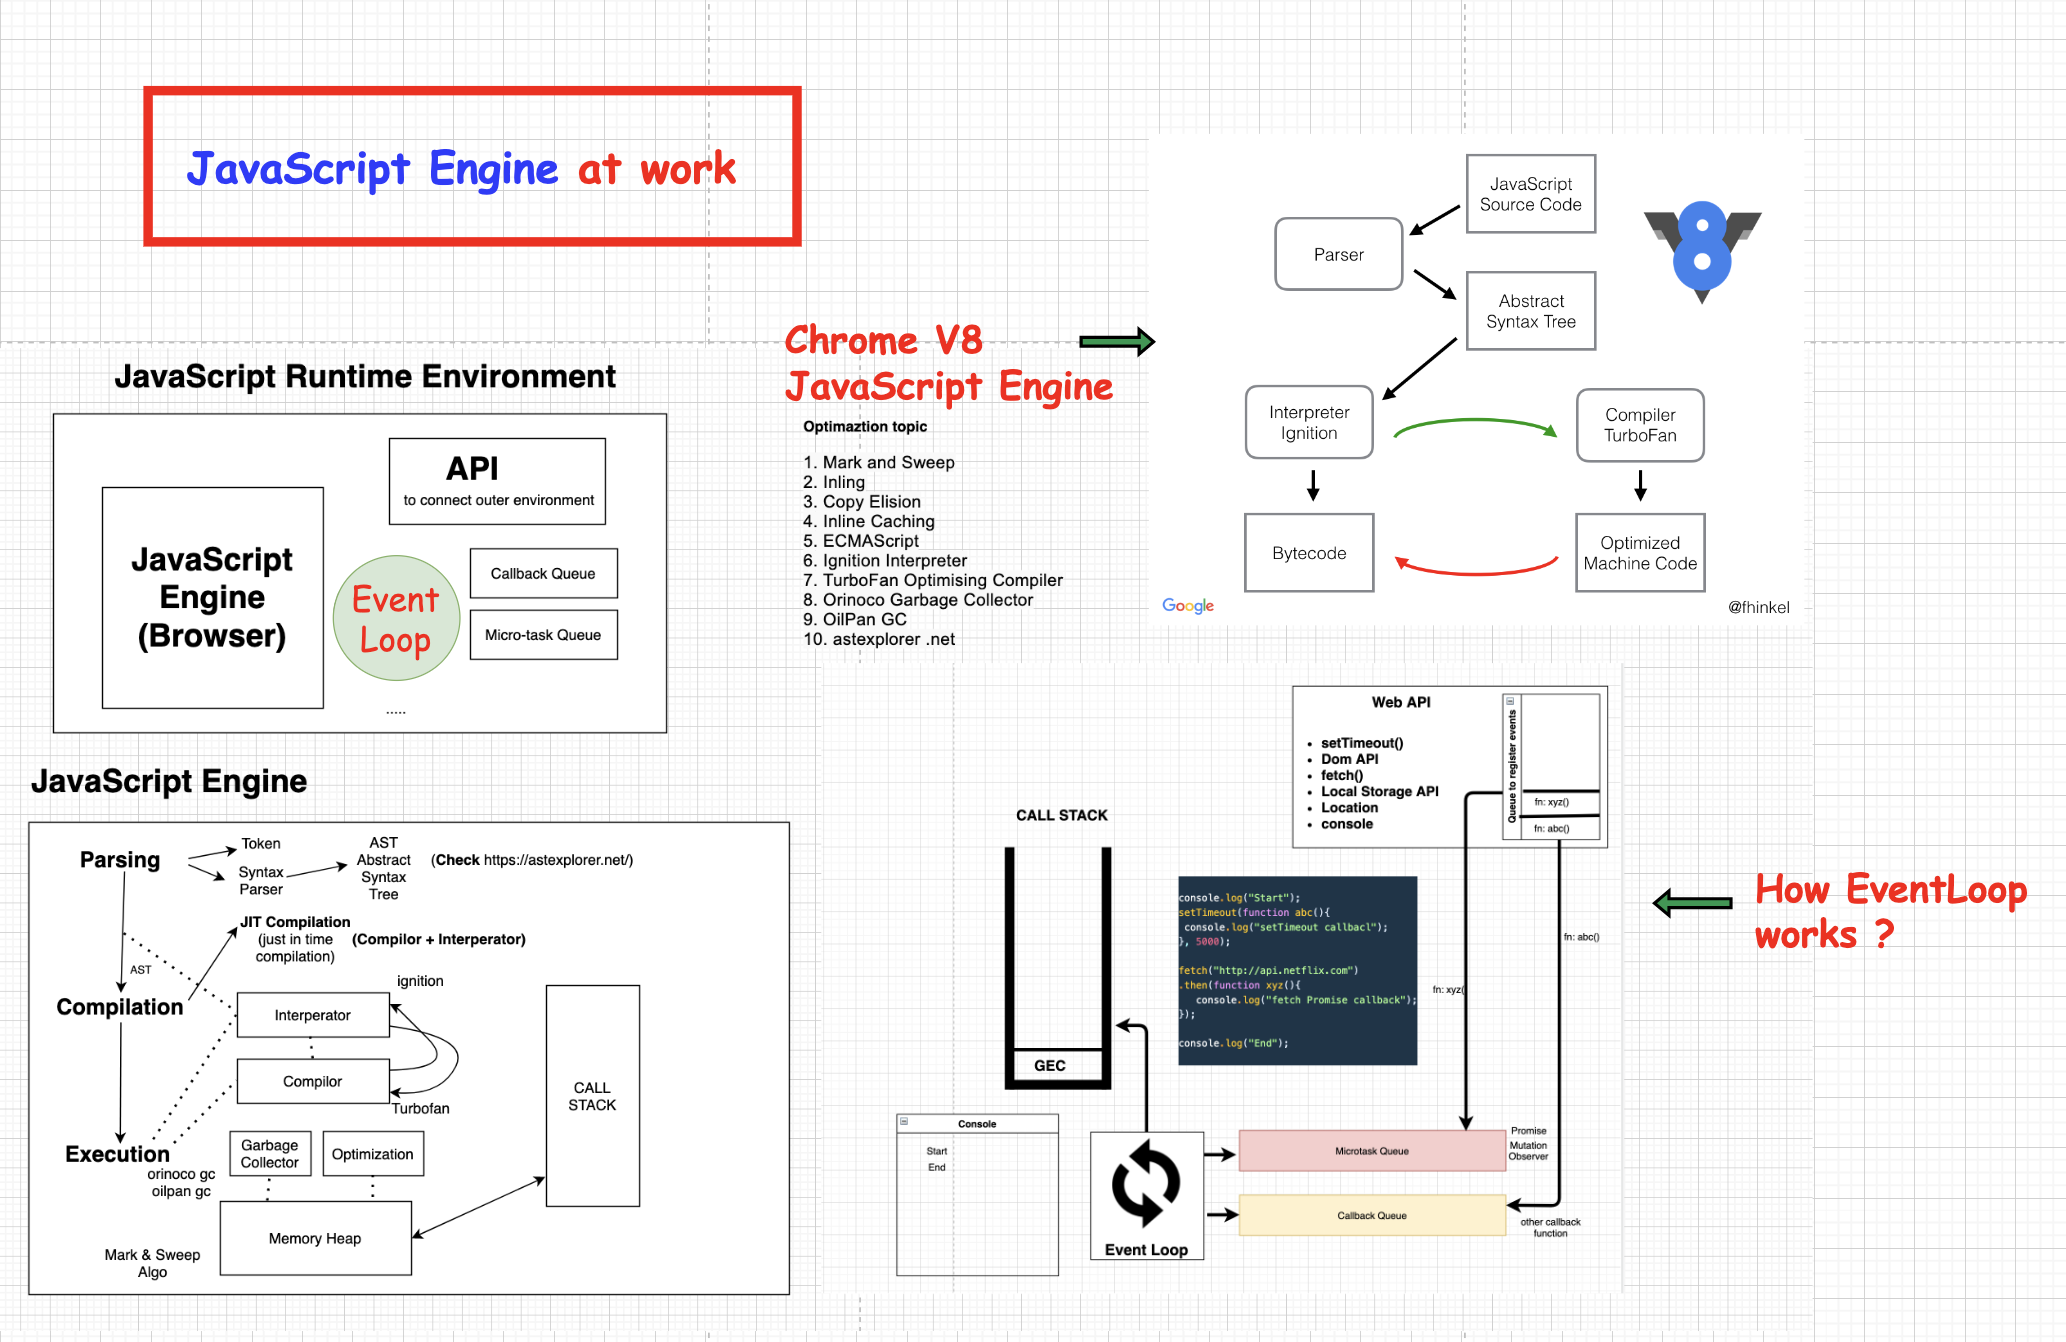 JavaScript Engine at work
JavaScript Runtime Environment
API
to connect outer environment
JavaScript
Engine
(Browser)
Event
Loop
Callback Queue
Micro-task Queue
.....
Chrome V8
JavaScript Engine
Optimaztion topic
1. Mark and Sweep
2. Inling
3. Copy Elision
4. Inline Caching
5. ECMAScript
6. Ignition Interpreter
7. TurboFan Optimising Compiler
8. Orinoco Garbage Collector
9. OilPan GC
10. astexplorer .net
JavaScript
Source Code
Parser
Abstract
Syntax Tree
Interpreter
Ignition
Compiler
TurboFan
Bytecode
Optimized
Machine Code
Google
@fhinkel
8
JavaScript Engine
Parsing
Token
Syntax
Parser
AST
Abstract
Syntax
Tree
(Check https://astexplorer.net/)
JIT Compilation
(just in time
compilation)
(Compilor + Interperator)
AST
Compilation
ignition
Interperator
Compilor
Turbofan
Execution
orinoco gc
oilpan gc
Garbage
Collector
Optimization
Memory Heap
Mark & Sweep
Algo
CALL
STACK
Web API
• setTimeout()
• Dom API
• fetch()
• Local Storage API
• Location
• console
Queue to register events
fn: xyz()
fn: abc()
CALL STACK
GEC
console.log("Start");
setTimeout(function abc(){
console.log("setTimeout callbacl");
}, 5000);
fetch("http://api.netflix.com")
.then(function xyz(){
console.log("fetch Promise callback");
});
console.log("End");
fn: xyz(
fn: abc()
How EventLoop
works ?
Console
Start
End
Event Loop
Microtask Queue
Promise
Mutation
Observer
Callback Queue
other callback
function